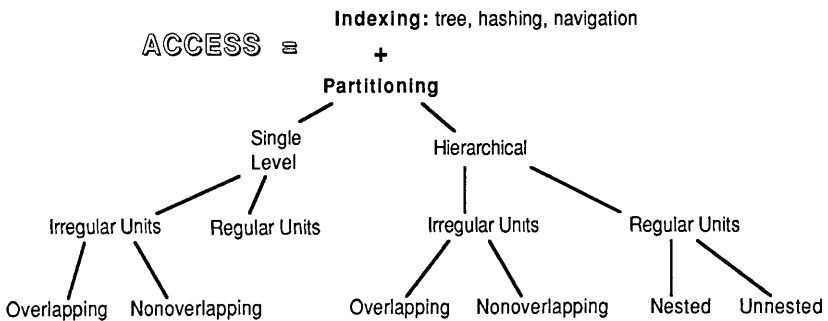 Indexing: tree, hashing, navigation
ACCESS =
+
Partitioning
Single
Level
Hierarchical
Irregular Units
Regular Units
Irregular Units
Regular Units
Overlapping
Nonoverlapping
Overlapping
Nonoverlapping
Nested
Unnested